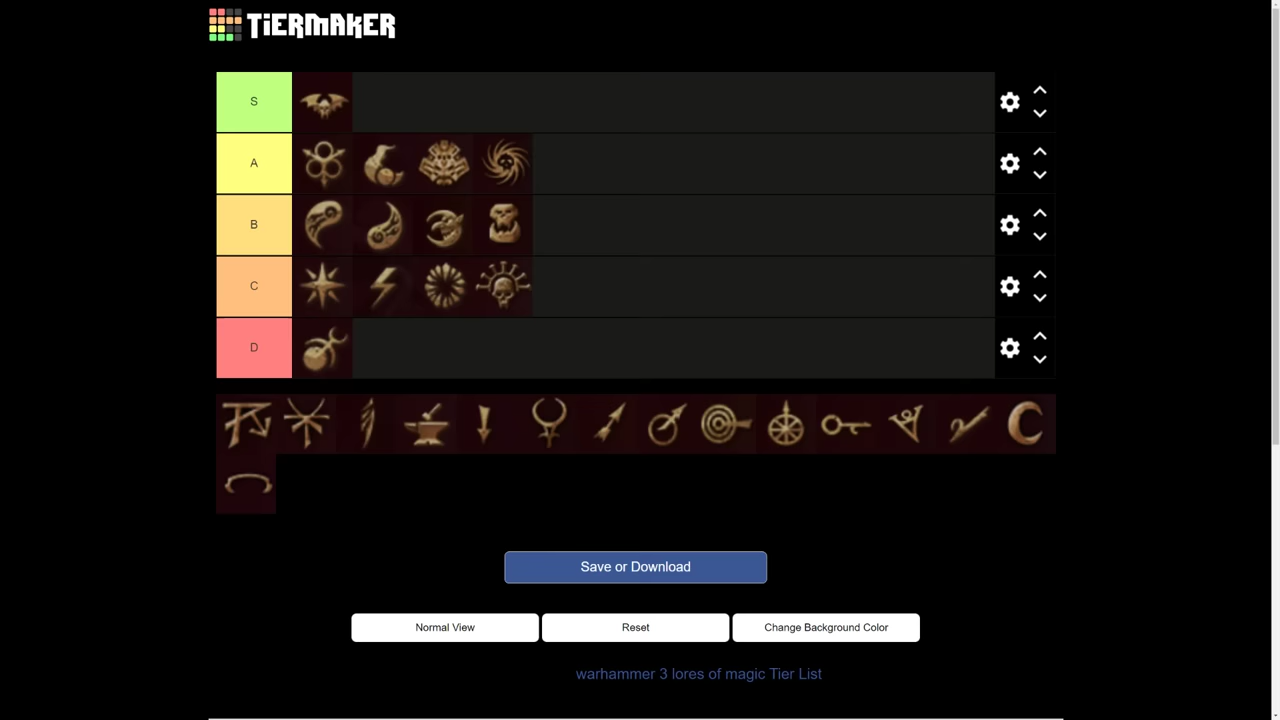 TIERMAKER
S
A
B
C
D
Save or Download
Normal View
Reset
Change Background Color
warhammer 3 lores of magic Tier List